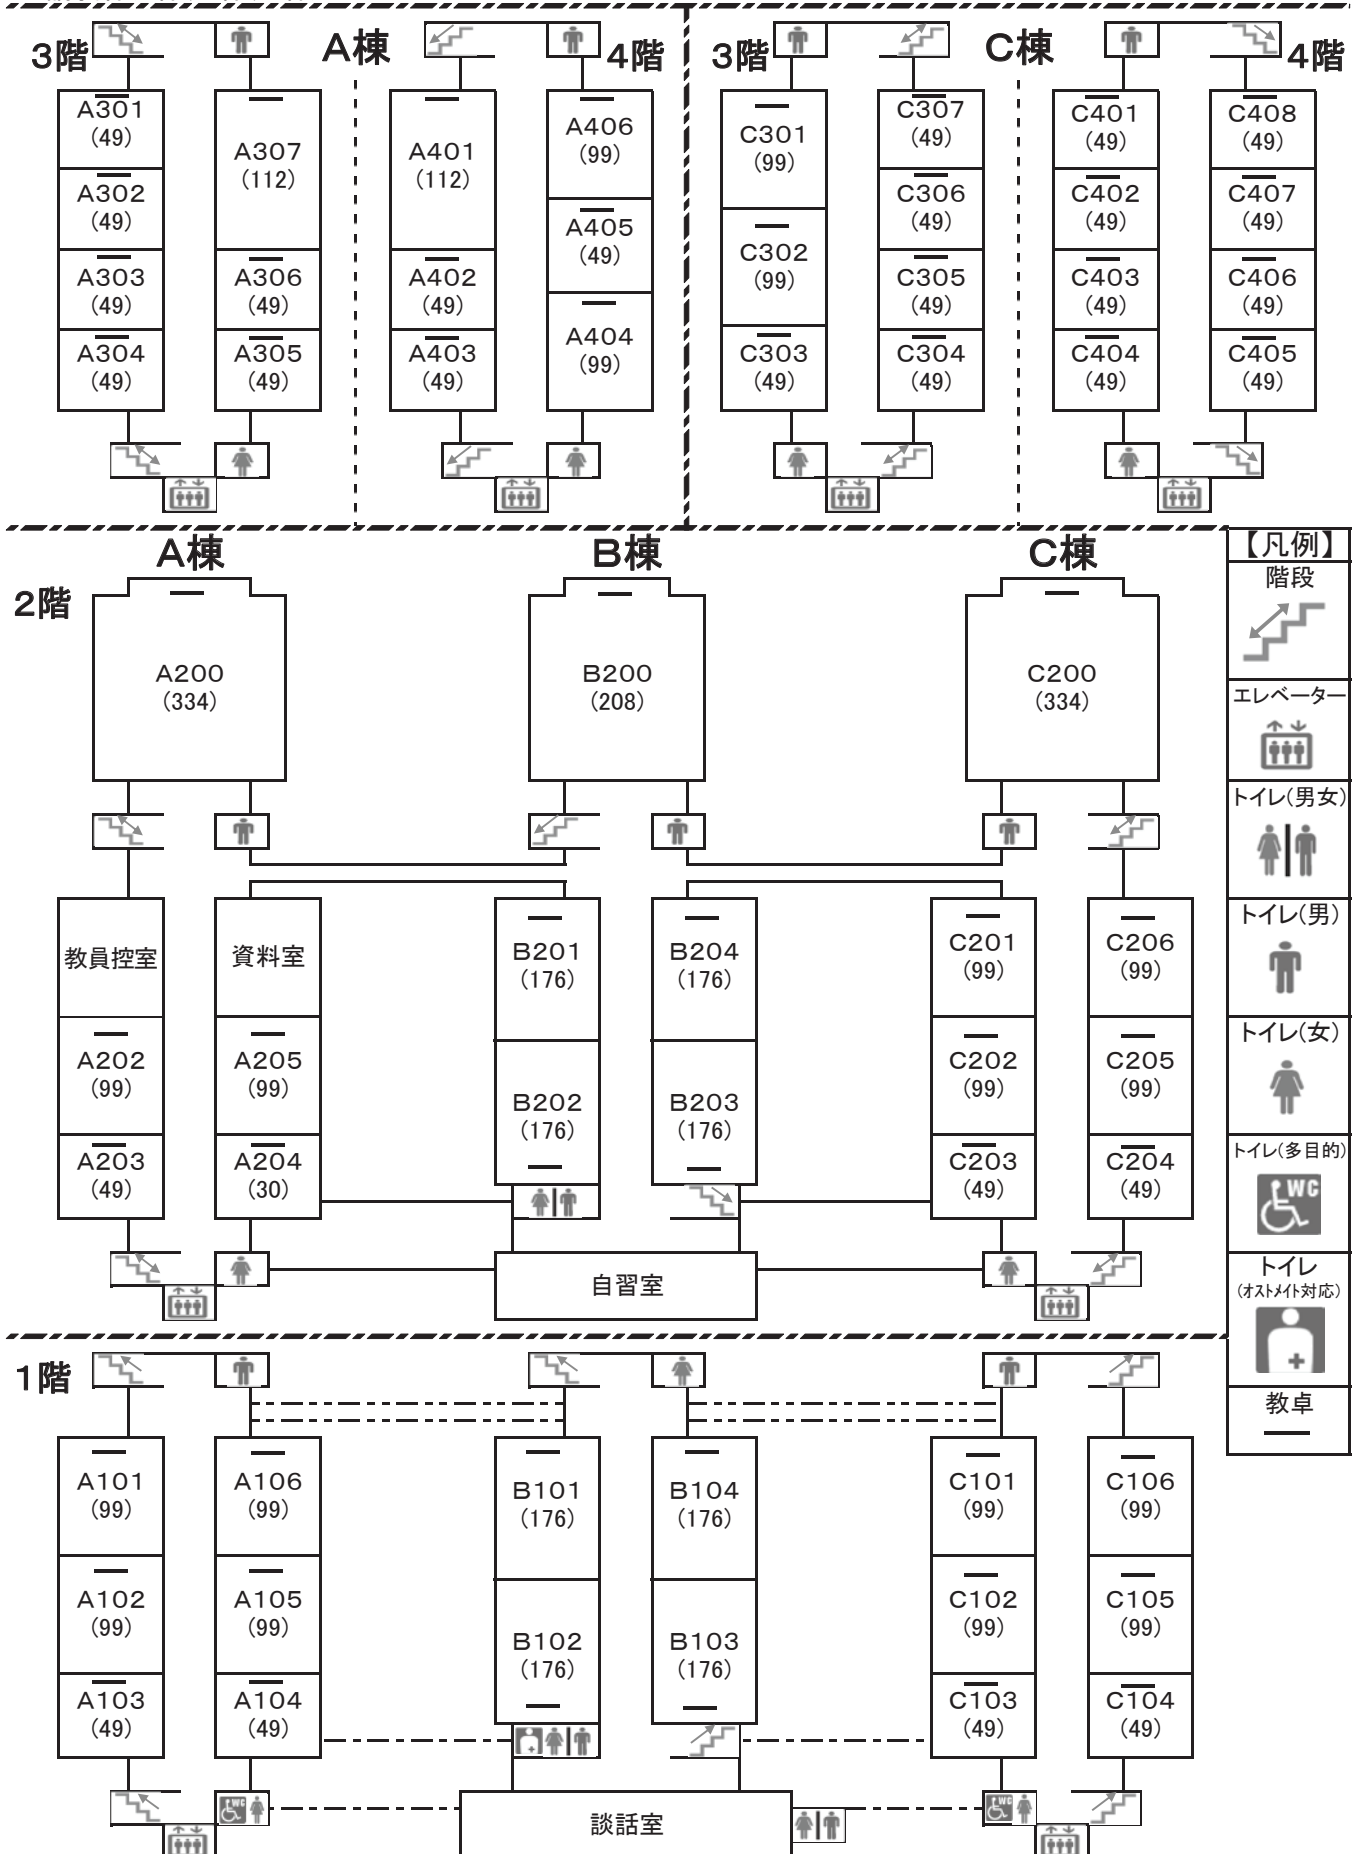 3階
A棟
4階
3階
C棟
4階
A301
(49)
A302
(49)
A303
(49)
A304
(49)
A307
(112)
A306
(49)
A305
(49)
A401
(112)
A402
(49)
A403
(49)
A406
(99)
A405
(49)
A404
(99)
C301
(99)
C302
(99)
C303
(49)
C307
(49)
C306
(49)
C305
(49)
C304
(49)
C401
(49)
C402
(49)
C403
(49)
C404
(49)
C408
(49)
C407
(49)
C406
(49)
C405
(49)
A棟
B棟
C棟
2階
A200
(334)
B200
(208)
C200
(334)
教員控室
A202
(99)
A203
(49)
資料室
A205
(99)
A204
(30)
B201
(176)
B202
(176)
B204
(176)
B203
(176)
C201
(99)
C202
(99)
C203
(49)
C206
(99)
C205
(99)
C204
(49)
自習室
【凡例】
階段
エレベーター
トイレ(男女)
トイレ(男)
トイレ(女)
トイレ(多目的)
WC
トイレ
(オストメイト対応)
教卓
1階
A101
(99)
A102
(99)
A103
(49)
A106
(99)
A105
(99)
A104
(49)
B101
(176)
B102
(176)
B104
(176)
B103
(176)
C101
(99)
C102
(99)
C103
(49)
C106
(99)
C105
(99)
C104
(49)
WC
談話室
WC